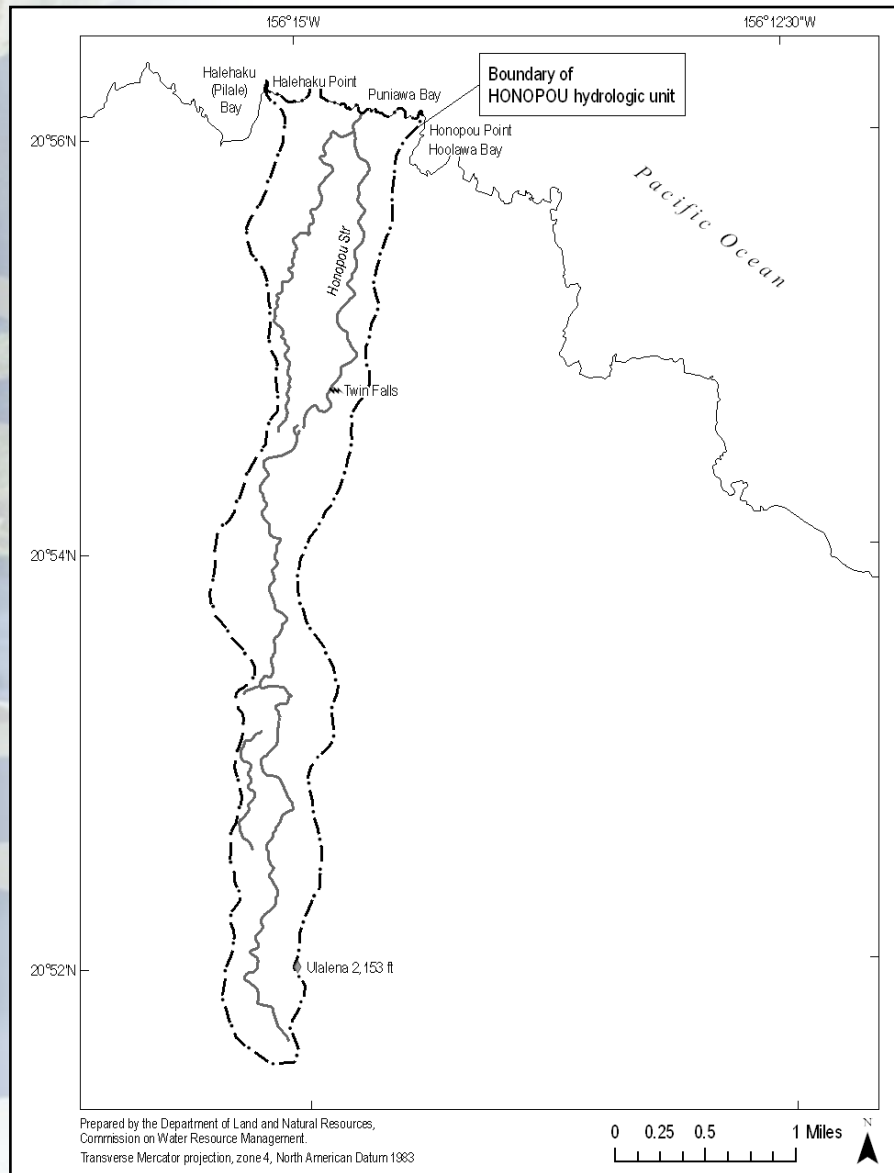 156°15'W
156°12'30"W
Halehaku
(Pilale)
Bay
Halehaku Point
Puniawa Bay
Boundary of
HONOPOU hydrologic unit
20°56'N
Honopou Point
Hoolawa Bay
Pacific Ocean
Honopou Str
Twin Falls
20°54'N
20°52'N
Ulalena 2,153 ft
Prepared by the Department of Land and Natural Resources,
Commission on Water Resource Management.
Transverse Mercator projection, zone 4, North American Datum 1983
0 0.25 0.5 1 Miles
N